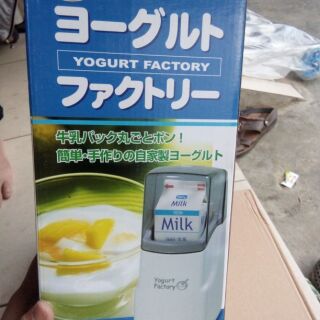 ヨーグルト
YOGURT FACTORY
ファクトリー
牛乳パック丸ごとポン!
簡単・手作りの自家製ヨーグルト
Milk
Milk
Yogurt
Factory